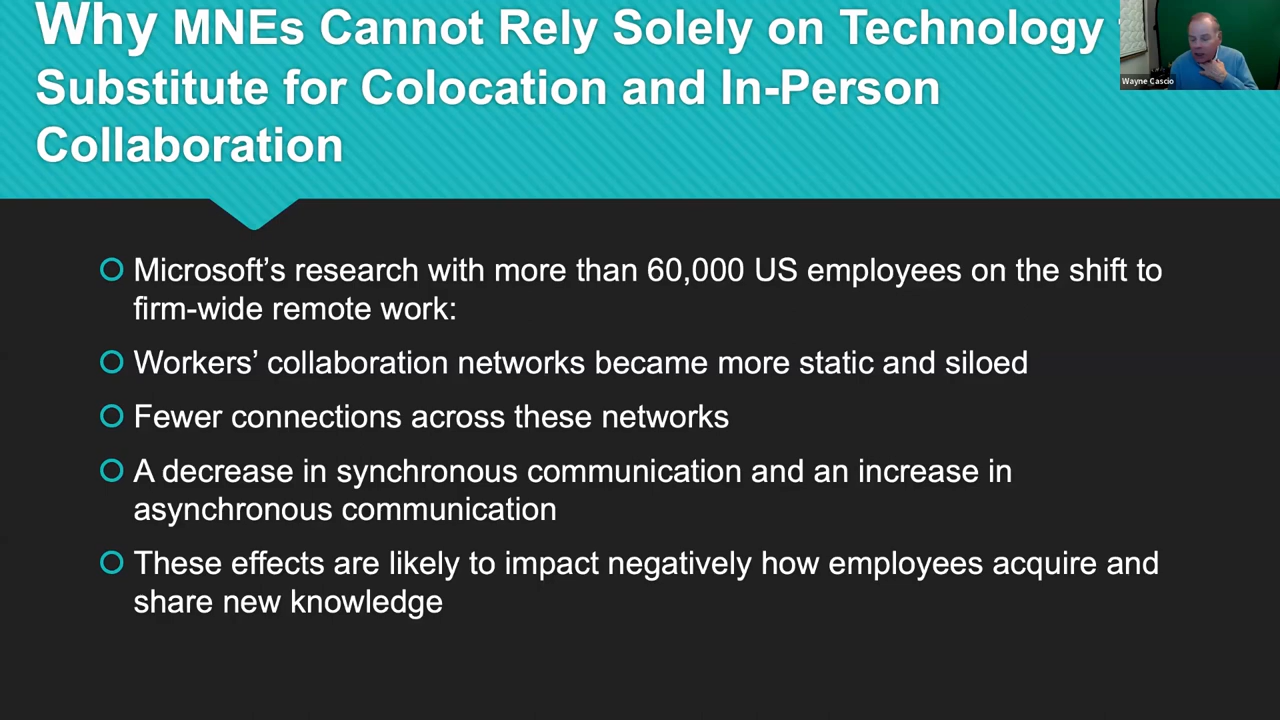 Why MNEs Cannot Rely Solely on Technology
Substitute for Colocation and In-Person
Collaboration
Wayne Cascio
Microsoft’s research with more than 60,000 US employees on the shift to
firm-wide remote work:
Workers’ collaboration networks became more static and siloed
Fewer connections across these networks
A decrease in synchronous communication and an increase in
asynchronous communication
These effects are likely to impact negatively how employees acquire and
share new knowledge